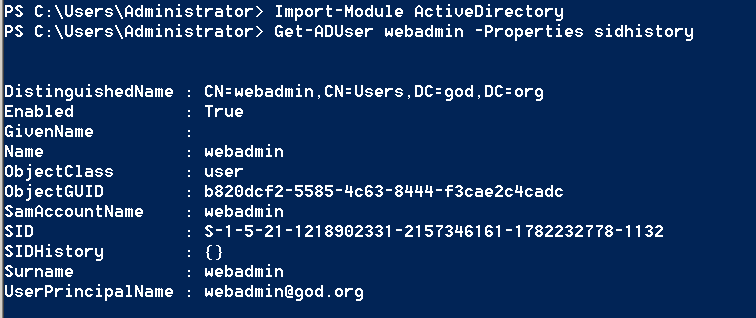 PS C:\Users\Administrator> Import-Module ActiveDirectory
PS C:\Users\Administrator> Get-ADUser webadmin -Properties sidhistory
DistinguishedName : CN=webadmin,CN=Users,DC=god,DC=org
Enabled : True
GivenName :
Name : webadmin
ObjectClass : user
ObjectGUID : b820dcf2-5585-4c63-8444-f3cae2c4cadc
SamAccountName : webadmin
SID : S-1-5-21-1218902331-2157346161-1782232778-1132
SIDHistory : {}
Surname : webadmin
UserPrincipalName : webadmin@god.org